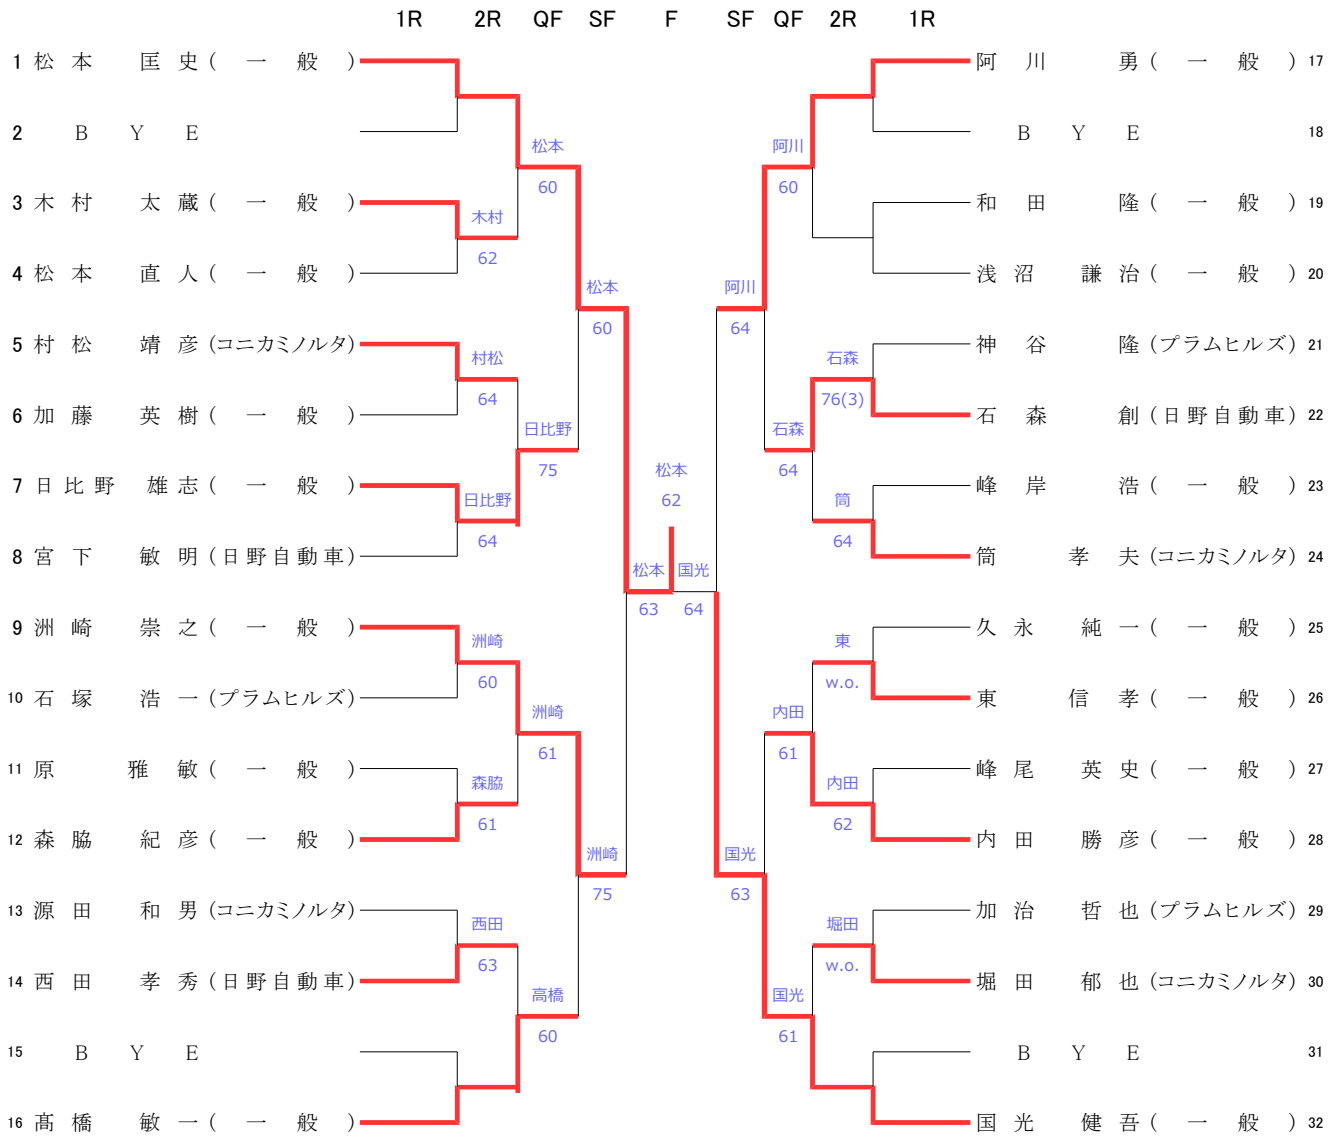 1R 2R QF SF F SF QF 2R 1R
1 松本 匡史 (一般) 阿川 勇 (一般) 17
2 BYE BYE 18
松本 阿川
60 60
3 木村 太蔵 (一般) 和田 隆 (一般) 19
木村
62
4 松本 直人 (一般) 浅沼 謙治 (一般) 20
松本 阿川
60 64
5 村松 靖彦 (コニカミノルタ) 神谷 隆 (プラムヒルズ) 21
村松 石森
64 76(3)
6 加藤 英樹 (一般) 石森 創 (日野自動車) 22
日比野 石森
75 64
松本
62
7 日比野 雄志 (一般) 峰岸 浩 (一般) 23
日比野 筒
64 64
8 宮下 敏明 (日野自動車) 筒 孝夫 (コニカミノルタ) 24
松本 国光
63 64
9 洲崎 崇之 (一般) 久永 純一 (一般) 25
洲崎 東
60 w.o.
10 石塚 浩一 (プラムヒルズ) 東 信孝 (一般) 26
洲崎 内田
61 61
11 原 雅敏 (一般) 峰尾 英史 (一般) 27
森脇 内田
61 62
12 森脇 紀彦 (一般) 内田 勝彦 (一般) 28
洲崎 国光
75 63
13 源田 和男 (コニカミノルタ) 加治 哲也 (プラムヒルズ) 29
西田 堀田
63 w.o.
14 西田 孝秀 (日野自動車) 堀田 郁也 (コニカミノルタ) 30
高橋 国光
60 61
15 BYE BYE 31
16 髙橋 敏一 (一般) 国光 健吾 (一般) 32